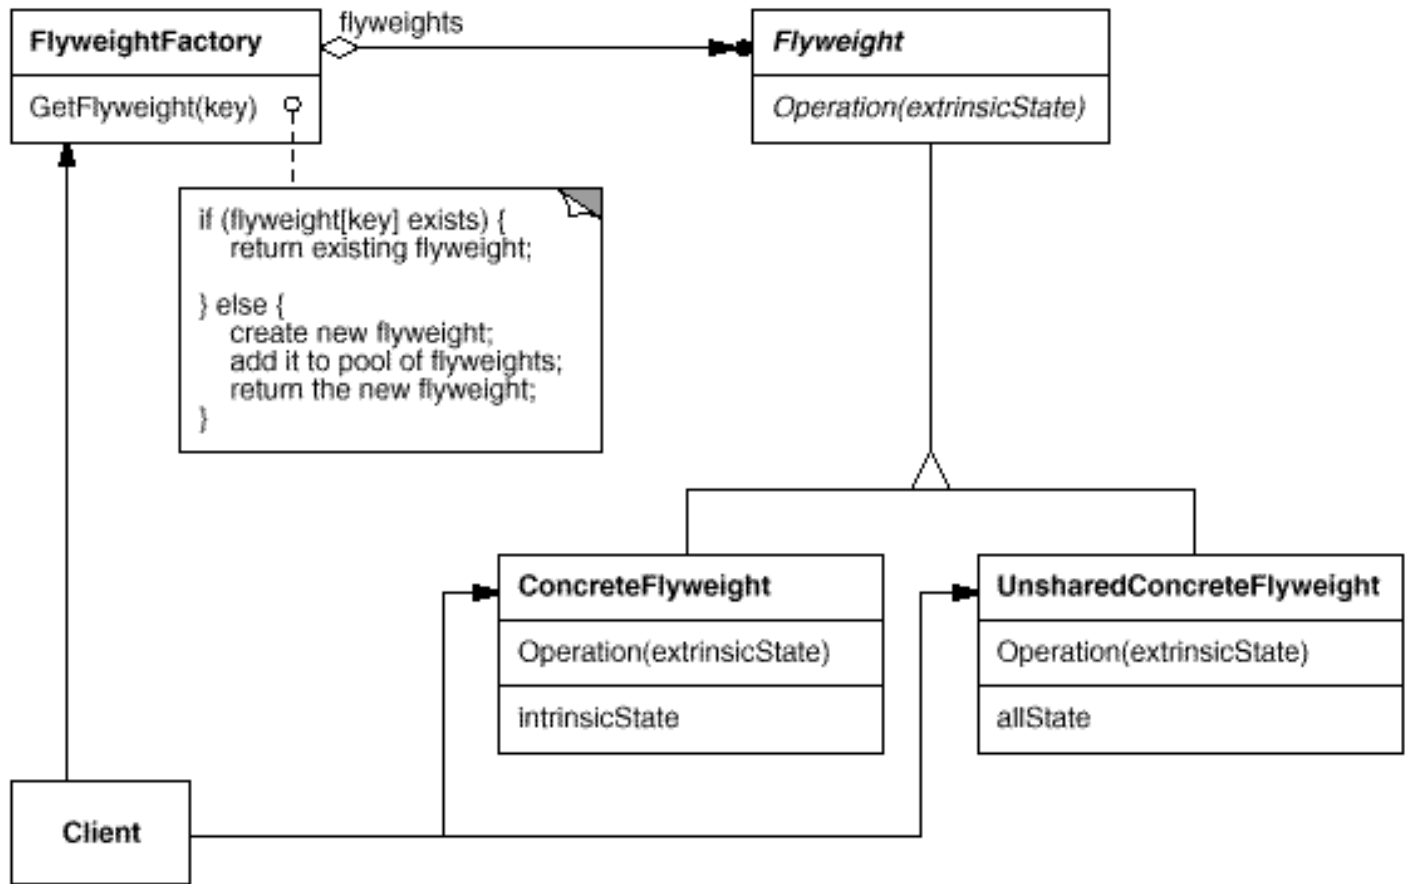 flyweights
FlyweightFactory
GetFlyweight(key)
Flyweight
Operation(extrinsicState)
if (flyweight[key] exists) {
return existing flyweight;
} else {
create new flyweight;
add it to pool of flyweights;
return the new flyweight;
}
ConcreteFlyweight
Operation(extrinsicState)
intrinsicState
UnsharedConcreteFlyweight
Operation(extrinsicState)
allState
Client